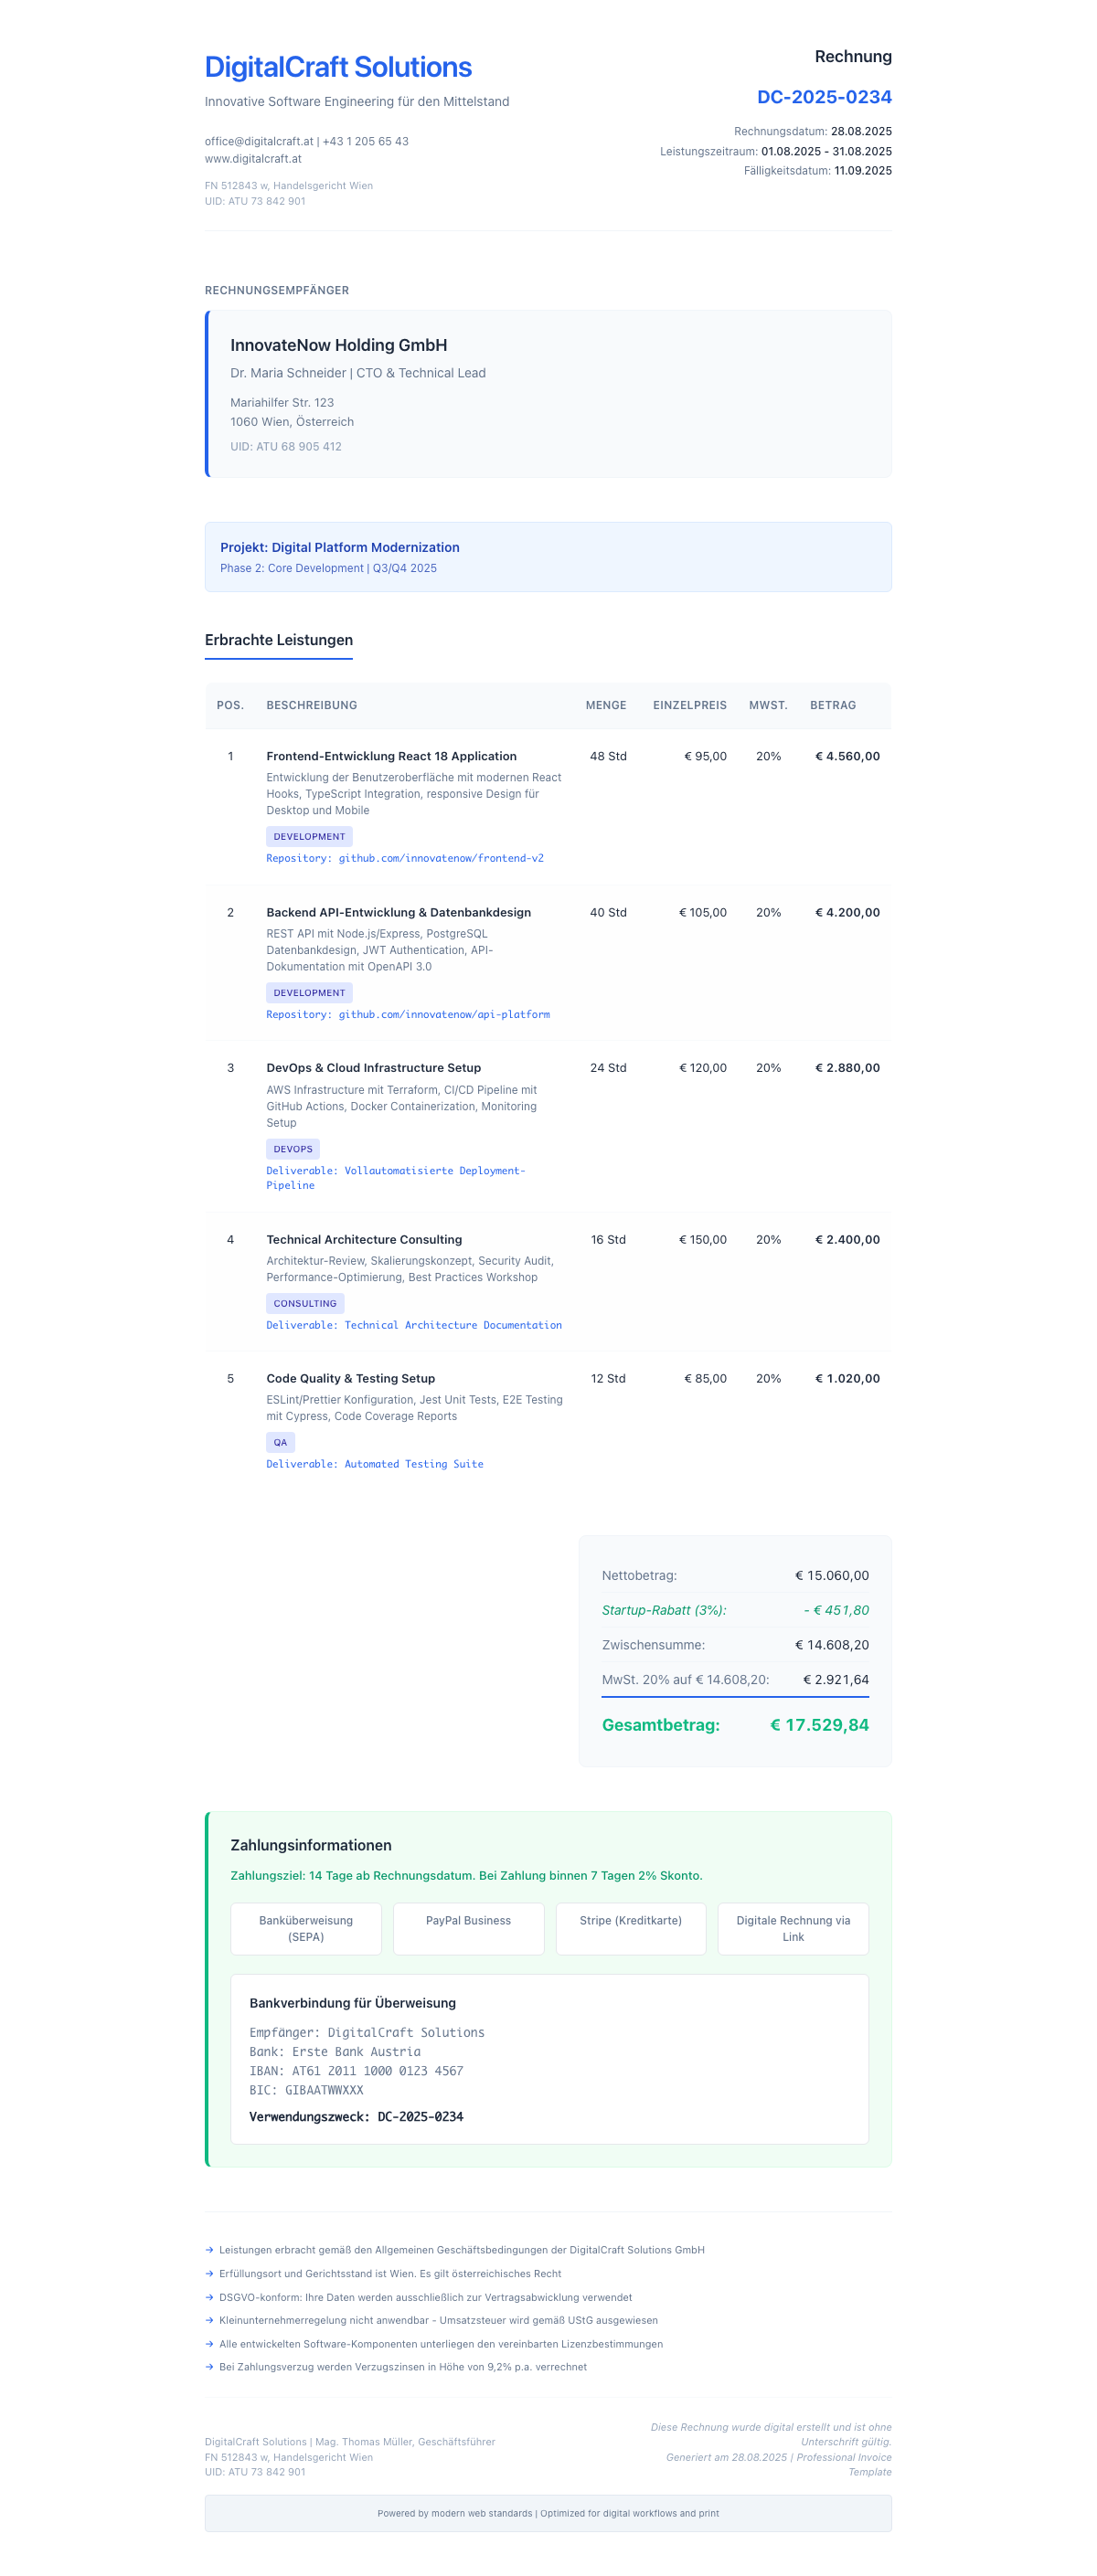 DigitalCraft Solutions
Innovative Software Engineering für den Mittelstand
office@digitalcraft.at | +43 1 205 65 43
www.digitalcraft.at
FN 512843 w, Handelsgericht Wien
UID: ATU 73 842 901
Rechnung
DC-2025-0234
Rechnungsdatum: 28.08.2025
Leistungszeitraum: 01.08.2025 - 31.08.2025
Fälligkeitsdatum: 11.09.2025
RECHNUNGSEMPFÄNGER
InnovateNow Holding GmbH
Dr. Maria Schneider | CTO & Technical Lead
Mariahilfer Str. 123
1060 Wien, Österreich
UID: ATU 68 905 412
Projekt: Digital Platform Modernization
Phase 2: Core Development | Q3/Q4 2025
Erbrachte Leistungen
POS. BESCHREIBUNG MENGE EINZELPREIS MWST. BETRAG
1 Frontend-Entwicklung React 18 Application 48 Std € 95,00 20% € 4.560,00
Entwicklung der Benutzeroberfläche mit modernen React
Hooks, TypeScript Integration, responsive Design für
Desktop und Mobile
DEVELOPMENT
Repository: github.com/innovatenow/frontend-v2
2 Backend API-Entwicklung & Datenbankdesign 40 Std € 105,00 20% € 4.200,00
REST API mit Node.js/Express, PostgreSQL
Datenbankdesign, JWT Authentication, API-
Dokumentation mit OpenAPI 3.0
DEVELOPMENT
Repository: github.com/innovatenow/api-platform
3 DevOps & Cloud Infrastructure Setup 24 Std € 120,00 20% € 2.880,00
AWS Infrastructure mit Terraform, CI/CD Pipeline mit
GitHub Actions, Docker Containerization, Monitoring
Setup
DEVOPS
Deliverable: Vollautomatisierte Deployment-
Pipeline
4 Technical Architecture Consulting 16 Std € 150,00 20% € 2.400,00
Architektur-Review, Skalierungskonzept, Security Audit,
Performance-Optimierung, Best Practices Workshop
CONSULTING
Deliverable: Technical Architecture Documentation
5 Code Quality & Testing Setup 12 Std € 85,00 20% € 1.020,00
ESLint/Prettier Konfiguration, Jest Unit Tests, E2E Testing
mit Cypress, Code Coverage Reports
QA
Deliverable: Automated Testing Suite
Nettobetrag: € 15.060,00
Startup-Rabatt (3%): - € 451,80
Zwischensumme: € 14.608,20
MwSt. 20% auf € 14.608,20: € 2.921,64
Gesamtbetrag: € 17.529,84
Zahlungsinformationen
Zahlungsziel: 14 Tage ab Rechnungsdatum. Bei Zahlung binnen 7 Tagen 2% Skonto.
Banküberweisung
(SEPA)
PayPal Business
Stripe (Kreditkarte)
Digitale Rechnung via
Link
Bankverbindung für Überweisung
Empfänger: DigitalCraft Solutions
Bank: Erste Bank Austria
IBAN: AT61 2011 1000 0123 4567
BIC: GIBAATWWXXX
Verwendungszweck: DC-2025-0234
→ Leistungen erbracht gemäß den Allgemeinen Geschäftsbedingungen der DigitalCraft Solutions GmbH
→ Erfüllungsort und Gerichtsstand ist Wien. Es gilt österreichisches Recht
→ DSGVO-konform: Ihre Daten werden ausschließlich zur Vertragsabwicklung verwendet
→ Kleinunternehmerregelung nicht anwendbar - Umsatzsteuer wird gemäß UStG ausgewiesen
→ Alle entwickelten Software-Komponenten unterliegen den vereinbarten Lizenzbestimmungen
→ Bei Zahlungsverzug werden Verzugszinsen in Höhe von 9,2% p.a. verrechnet
DigitalCraft Solutions | Mag. Thomas Müller, Geschäftsführer
FN 512843 w, Handelsgericht Wien
UID: ATU 73 842 901
Diese Rechnung wurde digital erstellt und ist ohne
Unterschrift gültig.
Generiert am 28.08.2025 | Professional Invoice
Template
Powered by modern web standards | Optimized for digital workflows and print